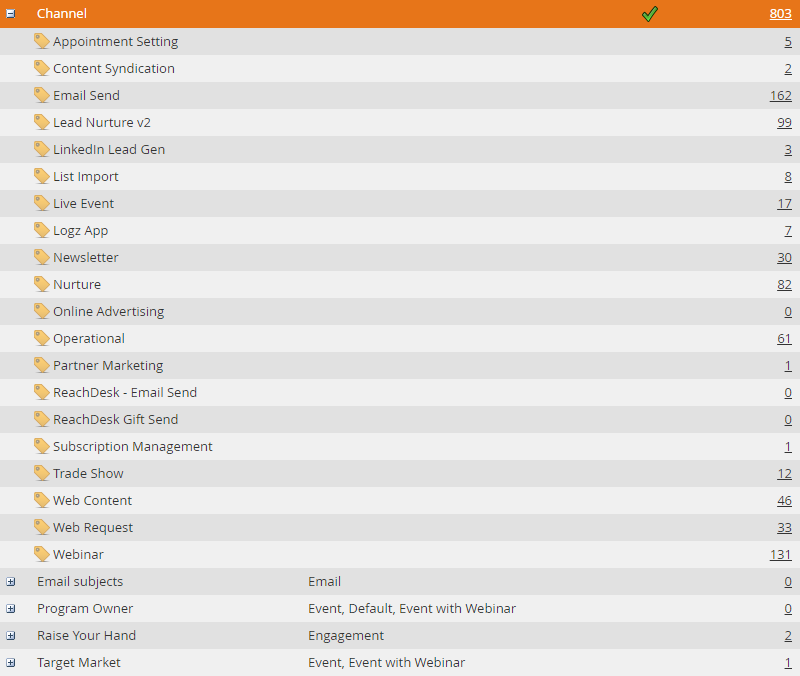 Channel 803
Appointment Setting 5
Content Syndication 2
Email Send 162
Lead Nurture v2 99
LinkedIn Lead Gen 3
List Import 8
Live Event 17
Logz App 7
Newsletter 30
Nurture 82
Online Advertising 0
Operational 61
Partner Marketing 1
ReachDesk - Email Send 0
ReachDesk Gift Send 0
Subscription Management 1
Trade Show 12
Web Content 46
Web Request 33
Webinar 131
Email subjects Email 0
Program Owner Event, Default, Event with Webinar 0
Raise Your Hand Engagement 2
Target Market Event, Event with Webinar 1